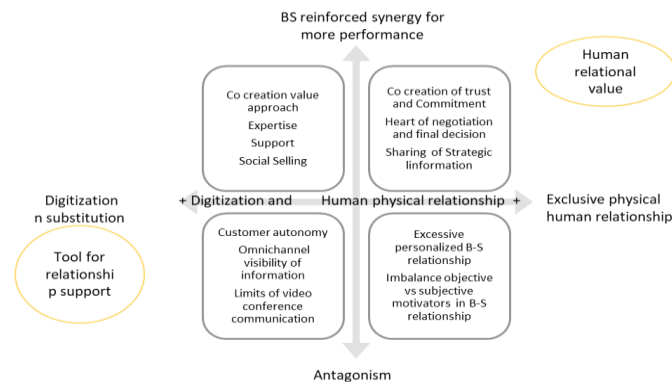 BS reinforced synergy for
more performance
Human
relational
value
Co creation value
approach
Expertise
Support
Social Selling
Co creation of trust
and Commitment
Heart of negotiation
and final decision
Sharing of Strategic
linformation
Digitization
n substitution
+ Digitization and
Human physical relationship +
Exclusive physical
human relationship
Tool for
relationshi
p support
Customer autonomy
Omnichannel
visibility of
information
Limits of video
conference
communication
Excessive
personalized B-S
relationship
Imbalance objective
vs subjective
motivators in B-S
relationship
Antagonism